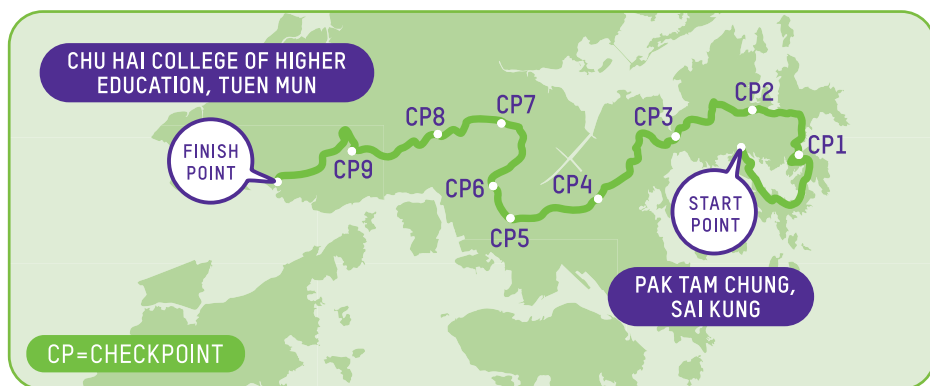 CHU HAI COLLEGE OF HIGHER
EDUCATION, TUEN MUN
FINISH
POINT
CP9
CP8
CP7
CP6
CP5
CP4
CP3
CP2
CP1
START
POINT
PAK TAM CHUNG,
SAI KUNG
CP=CHECKPOINT